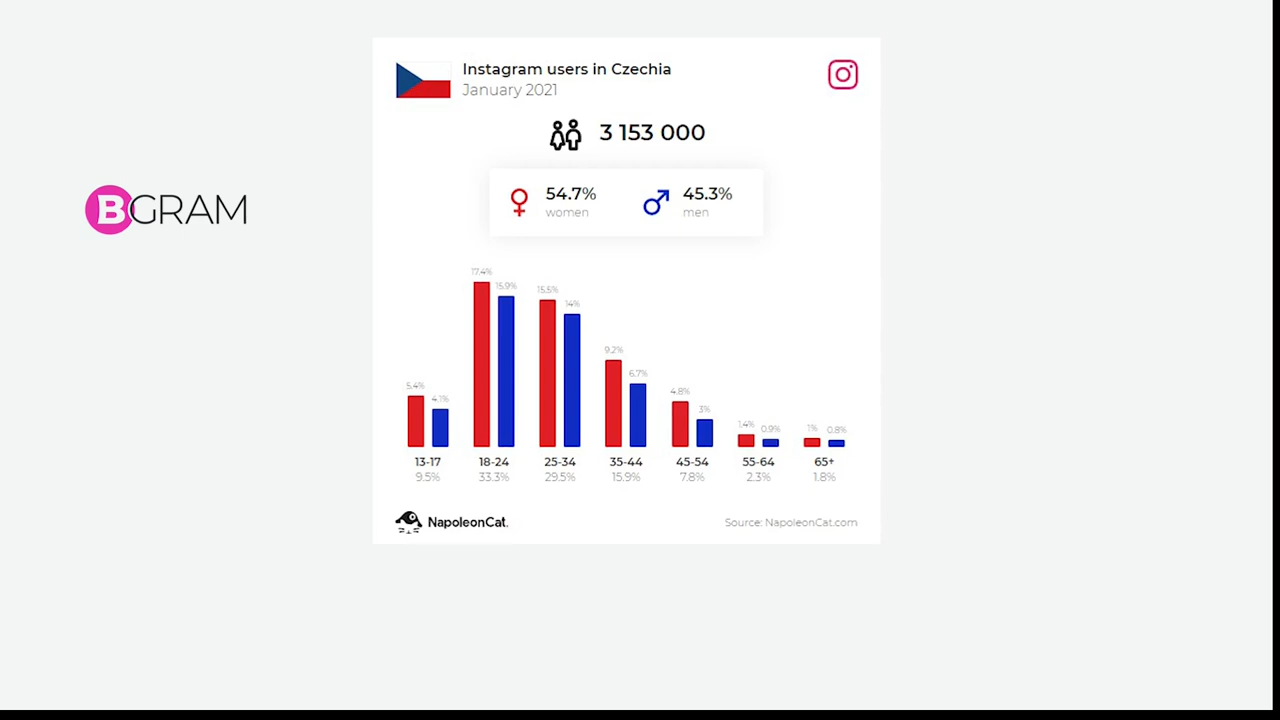 Instagram users in Czechia
January 2021
3 153 000
BGRAM
54.7% 45.3%
women men
17.4% 15.9% 15.5% 14%
9.2% 6.7%
5.4% 4.1% 4.8% 3%
1.4% 0.9% 1% 0.8%
13-17 18-24 25-34 35-44 45-54 55-64 65+
9.5% 33.3% 29.5% 15.9% 7.8% 2.3% 1.8%
NapoleonCat. Source: NapoleonCat.com